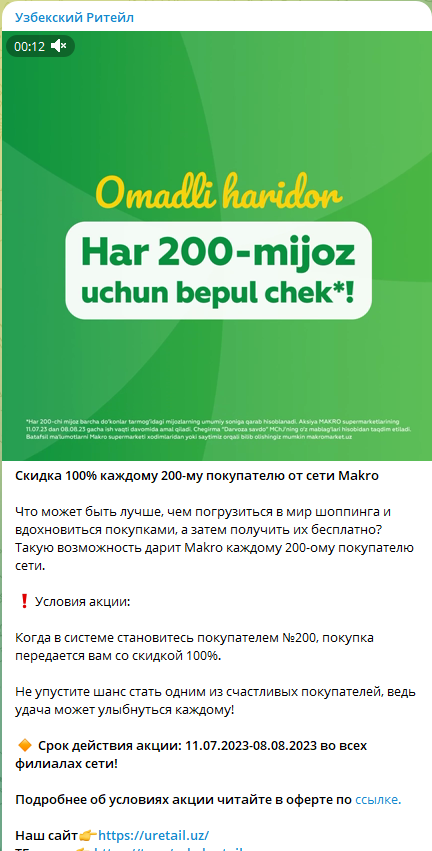 Узбекский Ритейл
00:12
Omadli haridor
Har 200-mijoz
uchun bepul chek*!
*Har 200-chi mijoz barcha do'konlar tarmog'idagi mijozlarning umumiy soniga qarab hisoblanadi. Aksiya MAKRO supermarketlarining
11.07.23 dan 08.08.23 gacha ish vaqti davomida amal qiladi. Chegirma "Darvoza savdo" MChJ'ning o'z mablag'lari hisobidan taqdim etiladi.
Batafsil ma'lumotlarni Makro supermarketi xodimlaridan yoki saytimiz orqali bilib olishingiz mumkin makromarket.uz
Скидка 100% каждому 200-му покупателю от сети Makro
Что может быть лучше, чем погрузиться в мир шоппинга и
вдохновиться покупками, а затем получить их бесплатно?
Такую возможность дарит Makro каждому 200-ому покупателю
сети.
❗ Условия акции:
Когда в системе становитесь покупателем №200, покупка
передается вам со скидкой 100%.
Не упустите шанс стать одним из счастливых покупателей, ведь
удача может улыбнуться каждому!
🔶 Срок действия акции: 11.07.2023-08.08.2023 во всех
филиалах сети!
Подробнее об условиях акции читайте в оферте по ссылке.
Наш сайт👉https://uretail.uz/